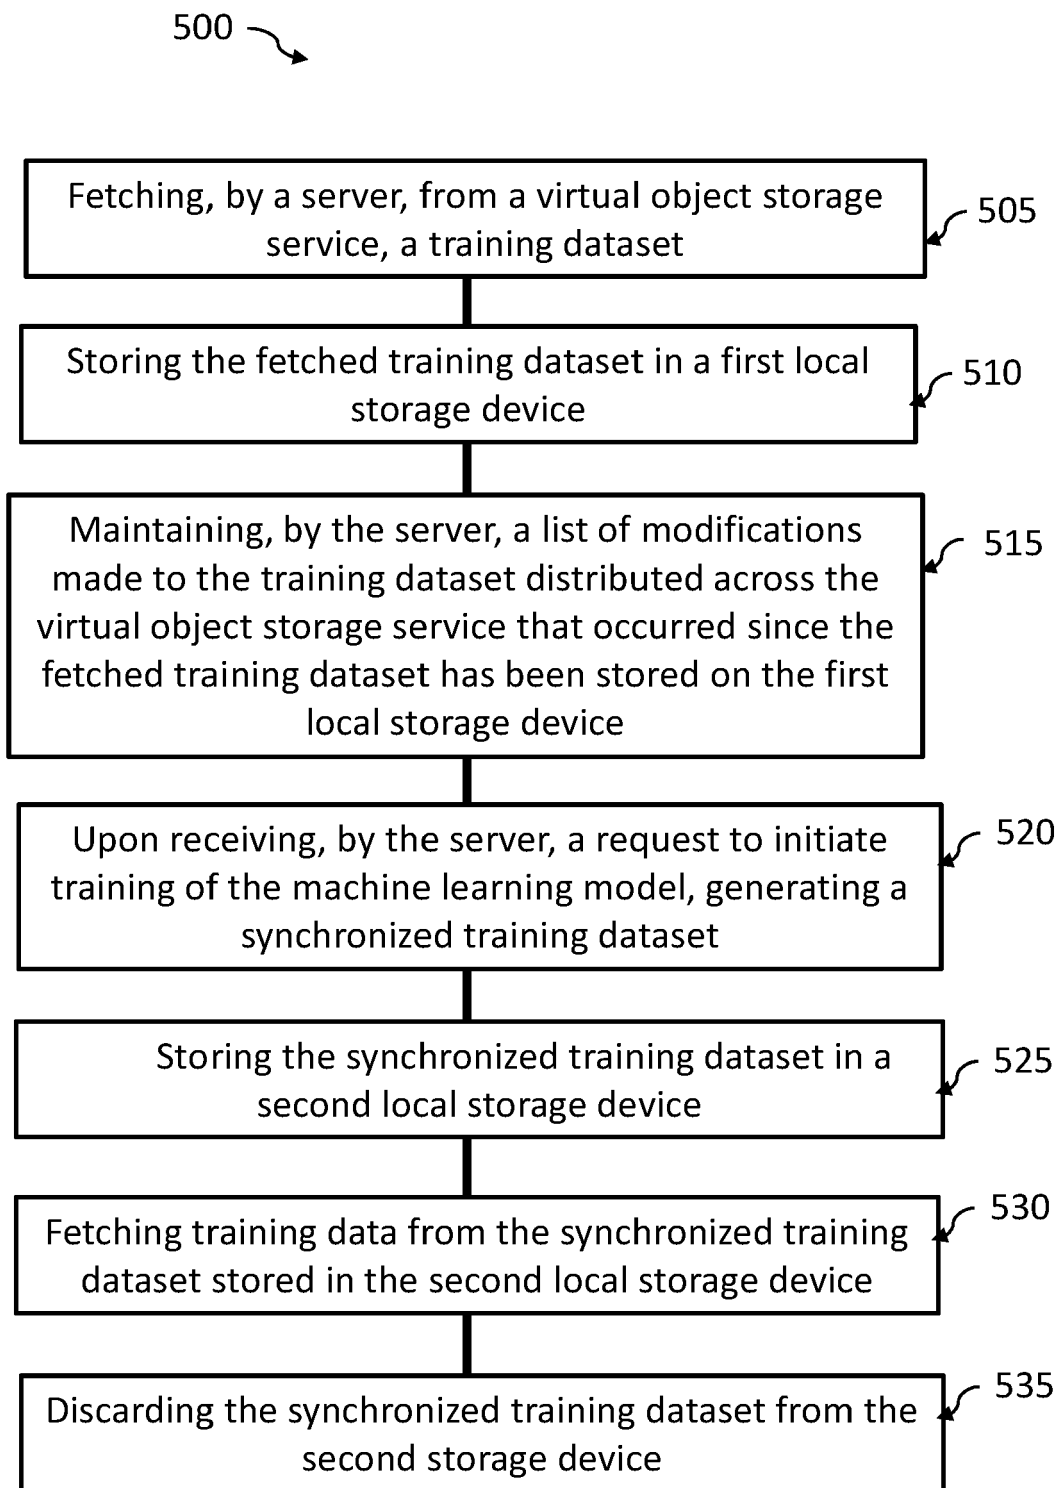 500
Fetching, by a server, from a virtual object storage
service, a training dataset
505
Storing the fetched training dataset in a first local
storage device
510
Maintaining, by the server, a list of modifications
made to the training dataset distributed across the
virtual object storage service that occurred since the
fetched training dataset has been stored on the first
local storage device
515
Upon receiving, by the server, a request to initiate
training of the machine learning model, generating a
synchronized training dataset
520
Storing the synchronized training dataset in a
second local storage device
525
Fetching training data from the synchronized training
dataset stored in the second local storage device
530
Discarding the synchronized training dataset from the
second storage device
535